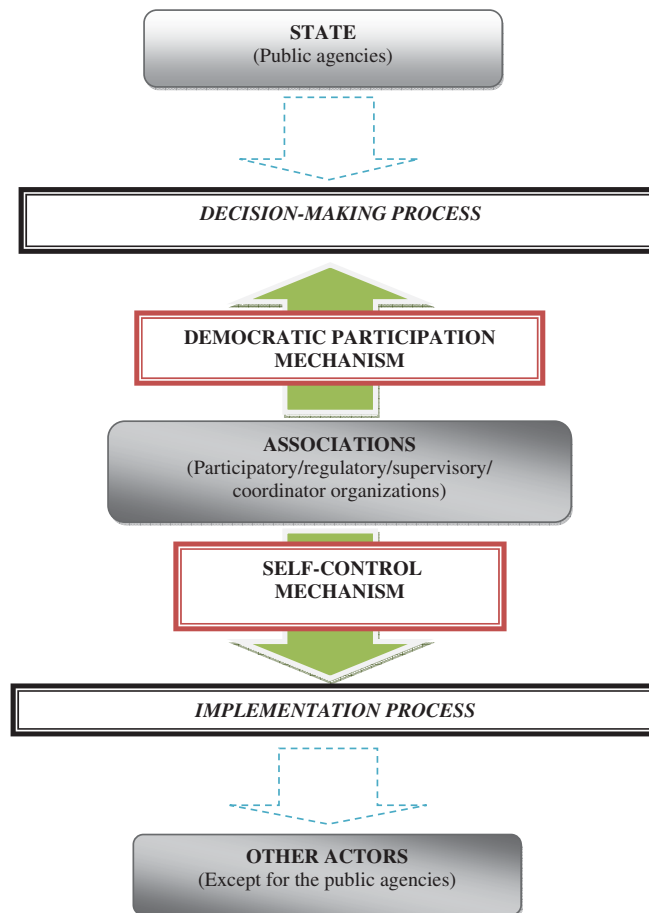 STATE
(Public agencies)
DECISION-MAKING PROCESS
DEMOCRATIC PARTICIPATION
MECHANISM
ASSOCIATIONS
(Participatory/regulatory/supervisory/
coordinator organizations)
SELF-CONTROL
MECHANISM
IMPLEMENTATION PROCESS
OTHER ACTORS
(Except for the public agencies)